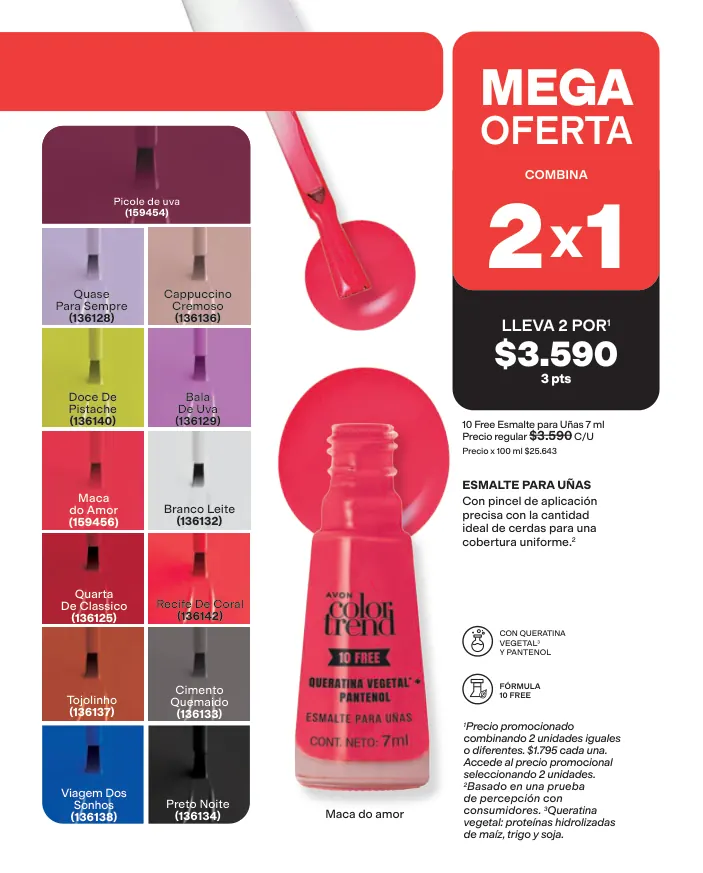 MEGA
OFERTA
COMBINA
2x1
LLEVA 2 POR¹
$3.590
3 pts
Picole de uva
(159454)
Quase
Para Sempre
(136128)
Cappuccino
Cremoso
(136136)
Doce De
Pistache
(136140)
Bala
De Uva
(136129)
Maca
do Amor
(159456)
Branco Leite
(136132)
Quarta
De Classico
(136125)
Recife De Coral
(136142)
Tojolinho
(136137)
Cimento
Quemaido
(136133)
Viagem Dos
Sonhos
(136138)
Preto Noite
(136134)
AVON
color
trend
10 FREE
QUERATINA VEGETAL* +
PANTENOL
ESMALTE PARA UÑAS
CONT. NETO: 7ml
Maca do amor
10 Free Esmalte para Uñas 7 ml
Precio regular $3.590 C/U
Precio x 100 ml $25.643
ESMALTE PARA UÑAS
Con pincel de aplicación
precisa con la cantidad
ideal de cerdas para una
cobertura uniforme.²
CON QUERATINA
VEGETAL³
Y PANTENOL
FÓRMULA
10 FREE
¹Precio promocionado
combinando 2 unidades iguales
o diferentes. $1.795 cada una.
Accede al precio promocional
seleccionando 2 unidades.
²Basado en una prueba
de percepción con
consumidores. ³Queratina
vegetal: proteínas hidrolizadas
de maíz, trigo y soja.